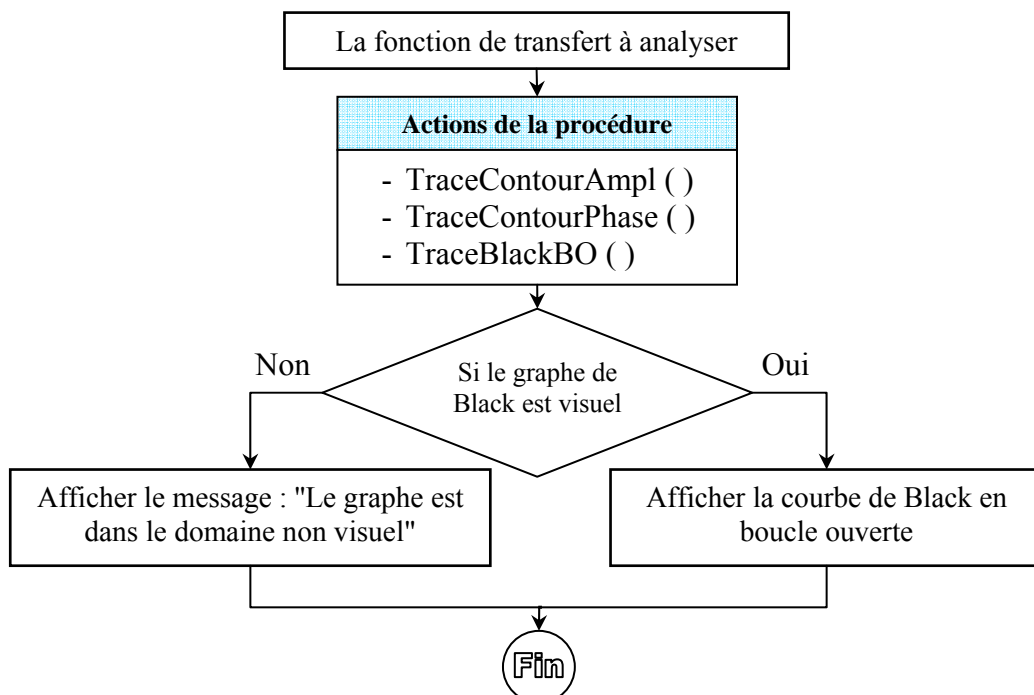 La fonction de transfert à analyser
Actions de la procédure
- TraceContourAmpl ( )
- TraceContourPhase ( )
- TraceBlackBO ( )
Non
Oui
Si le graphe de
Black est visuel
Afficher le message : "Le graphe est
dans le domaine non visuel"
Afficher la courbe de Black en
boucle ouverte
Fin